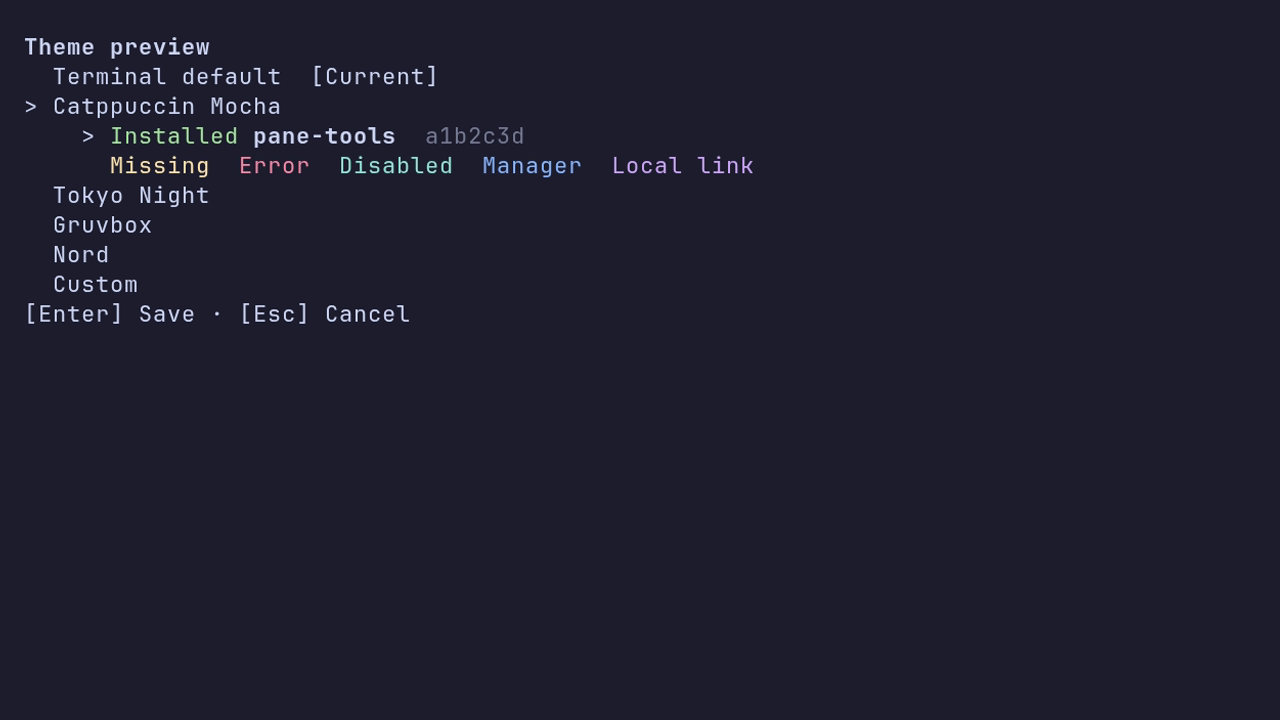 Theme preview
  Terminal default  [Current]
> Catppuccin Mocha
    > Installed pane-tools  a1b2c3d
      Missing  Error  Disabled  Manager  Local link
  Tokyo Night
  Gruvbox
  Nord
  Custom
[Enter] Save · [Esc] Cancel